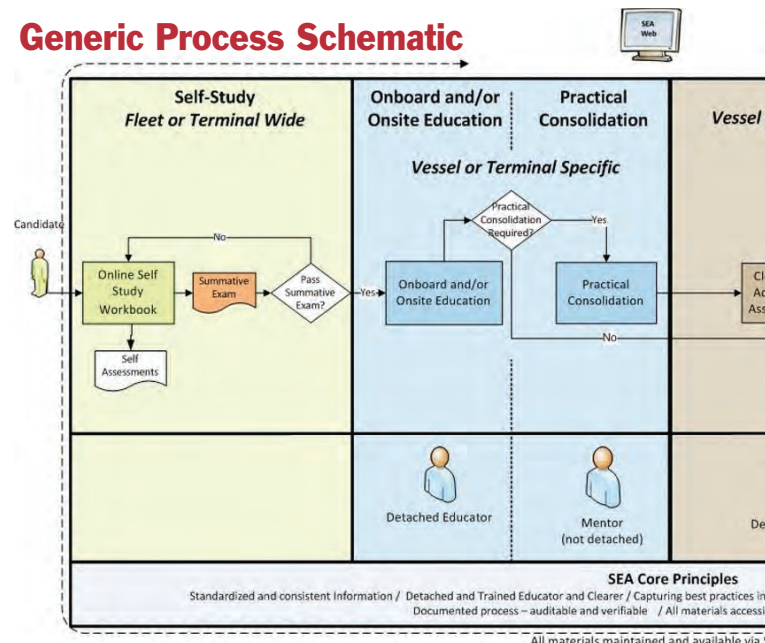 Generic Process Schematic
SEA
Web
Self-Study
Fleet or Terminal Wide
Onboard and/or
Onsite Education
Practical
Consolidation
Vessel
Vessel or Terminal Specific
Candidate
No
Online Self
Study
Workbook
Summative
Exam
Pass
Summative
Exam?
Yes
Onboard and/or
Onsite Education
Practical
Consolidation
Required?
Yes
Practical
Consolidation
No
Self
Assessments
Detached Educator
Mentor
(not detached)
SEA Core Principles
Standardized and consistent Information / Detached and Trained Educator and Clearer / Capturing best practices in
Documented process – auditable and verifiable / All materials
All materials maintained and available via